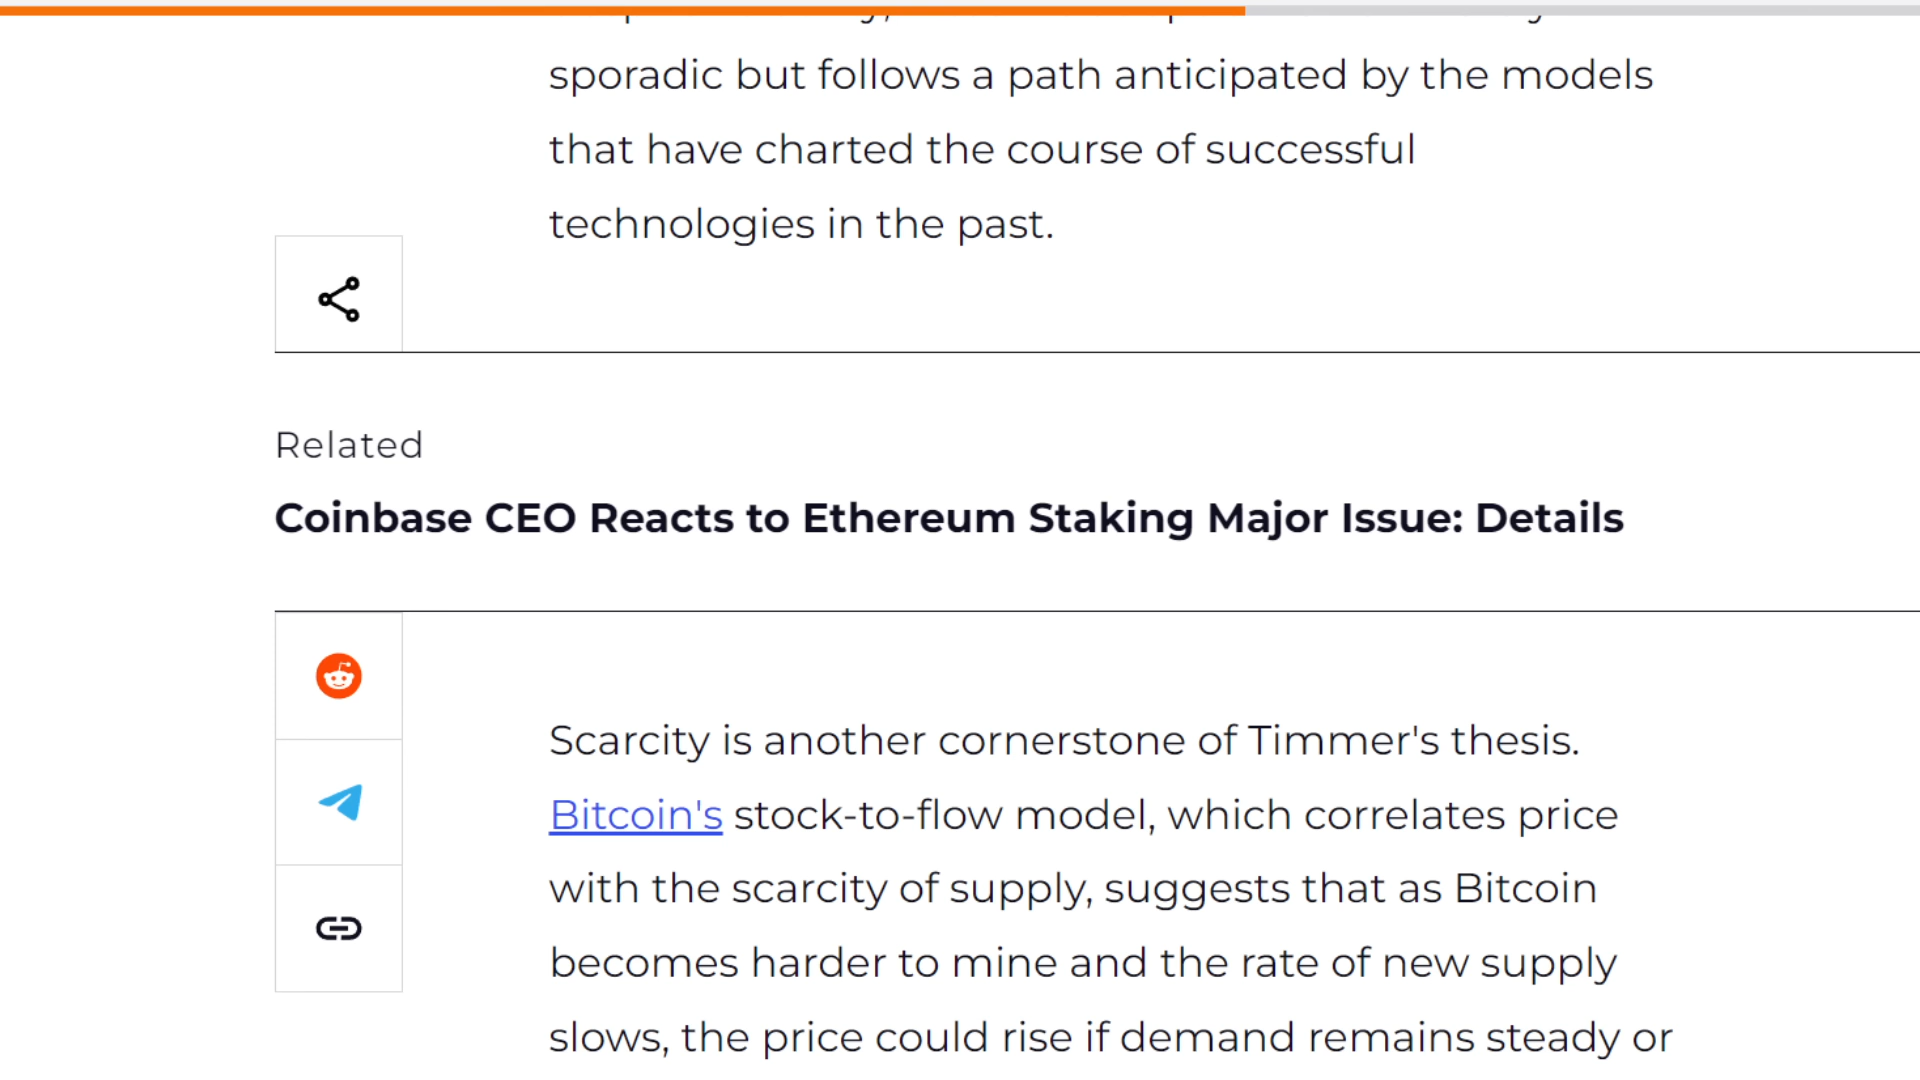 sporadic but follows a path anticipated by the models
that have charted the course of successful
technologies in the past.
Related
Coinbase CEO Reacts to Ethereum Staking Major Issue: Details
Scarcity is another cornerstone of Timmer's thesis.
Bitcoin's stock-to-flow model, which correlates price
with the scarcity of supply, suggests that as Bitcoin
becomes harder to mine and the rate of new supply
slows, the price could rise if demand remains steady or